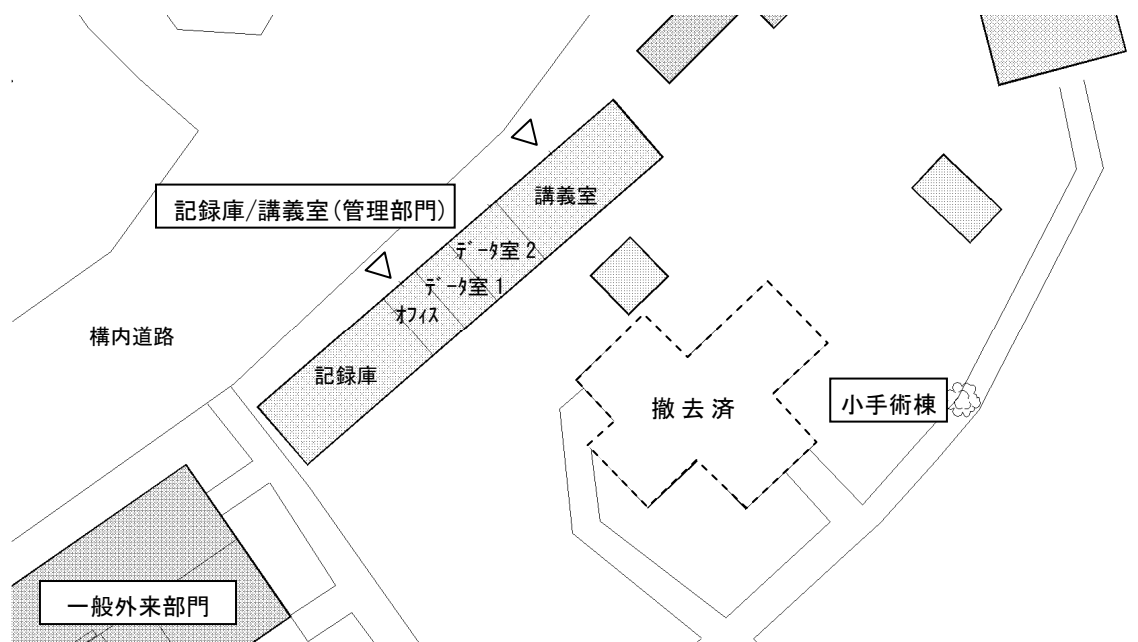 講義室
記録庫/講義室(管理部門)
ﾃﾞｰﾀ室2
ﾃﾞｰﾀ室1
ｵﾌｨｽ
構内道路
記録庫
撤去済
小手術棟
一般外来部門